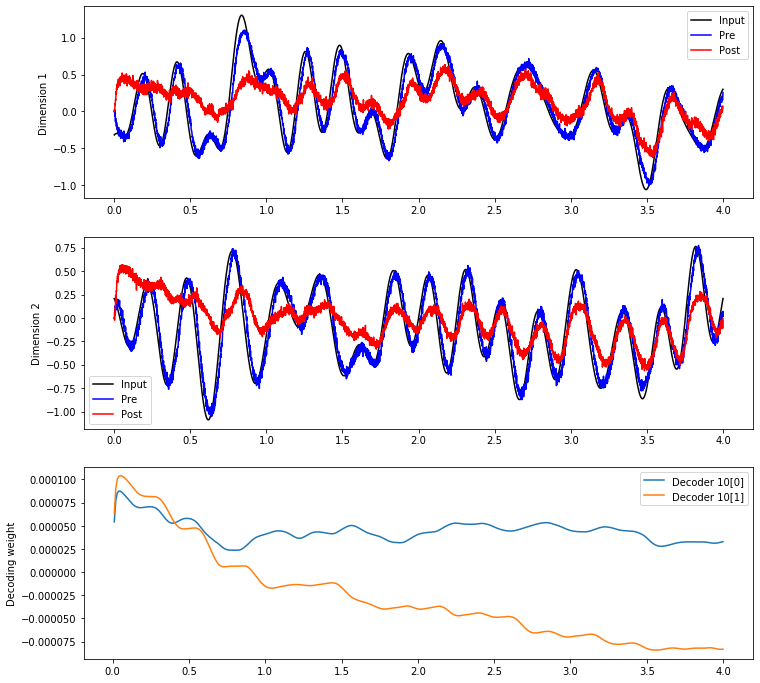 1.0
0.5
0.0
−0.5
−1.0
Dimension 1
Input
Pre
Post
0.0 0.5 1.0 1.5 2.0 2.5 3.0 3.5 4.0
0.75
0.50
0.25
0.00
−0.25
−0.50
−0.75
−1.00
Dimension 2
Input
Pre
Post
0.0 0.5 1.0 1.5 2.0 2.5 3.0 3.5 4.0
0.000100
0.000075
0.000050
0.000025
0.000000
−0.000025
−0.000050
−0.000075
Decoding weight
Decoder 10[0]
Decoder 10[1]
0.0 0.5 1.0 1.5 2.0 2.5 3.0 3.5 4.0